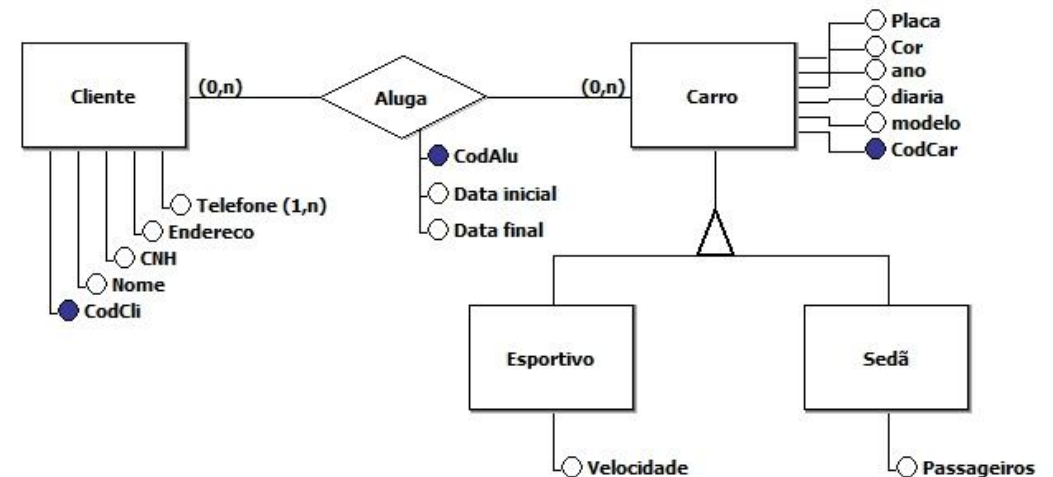 Cliente
(0,n)
Aluga
(0,n)
Carro
Placa
Cor
ano
diaria
modelo
CodCar
CodAlu
Data inicial
Data final
Telefone (1,n)
Endereco
CNH
Nome
CodCli
Esportivo
Sedã
Velocidade
Passageiros